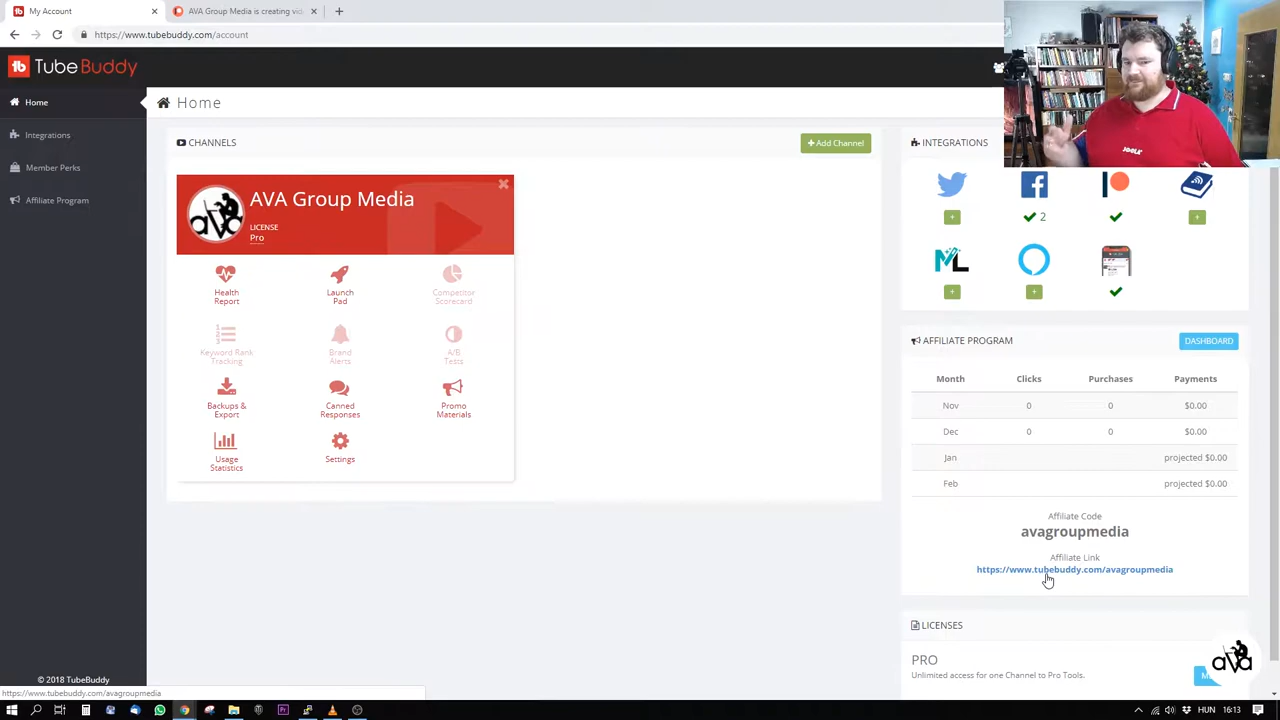 My Account
AVA Group Media is creating vid
https://www.tubebuddy.com/account
TubeBuddy
Home
Integrations
Member Perks
Affiliate Program
Home
CHANNELS
Add Channel
AVA Group Media
LICENSE
Pro
Health
Report
Launch
Pad
Competitor
Scorecard
Keyword Rank
Tracking
Brand
Alerts
A/B
Tests
Backups &
Export
Canned
Responses
Promo
Materials
Usage
Statistics
Settings
INTEGRATIONS
2
ML
AFFILIATE PROGRAM
DASHBOARD
Month Clicks Purchases Payments
Nov 0 0 $0.00
Dec 0 0 $0.00
Jan projected $0.00
Feb projected $0.00
Affiliate Code
avagroupmedia
Affiliate Link
https://www.tubebuddy.com/avagroupmedia
LICENSES
PRO
Unlimited access for one Channel to Pro Tools.
ava
JOOLA
© 2018 TubeBuddy
https://www.tubebuddy.com/avagroupmedia
HUN 16:13